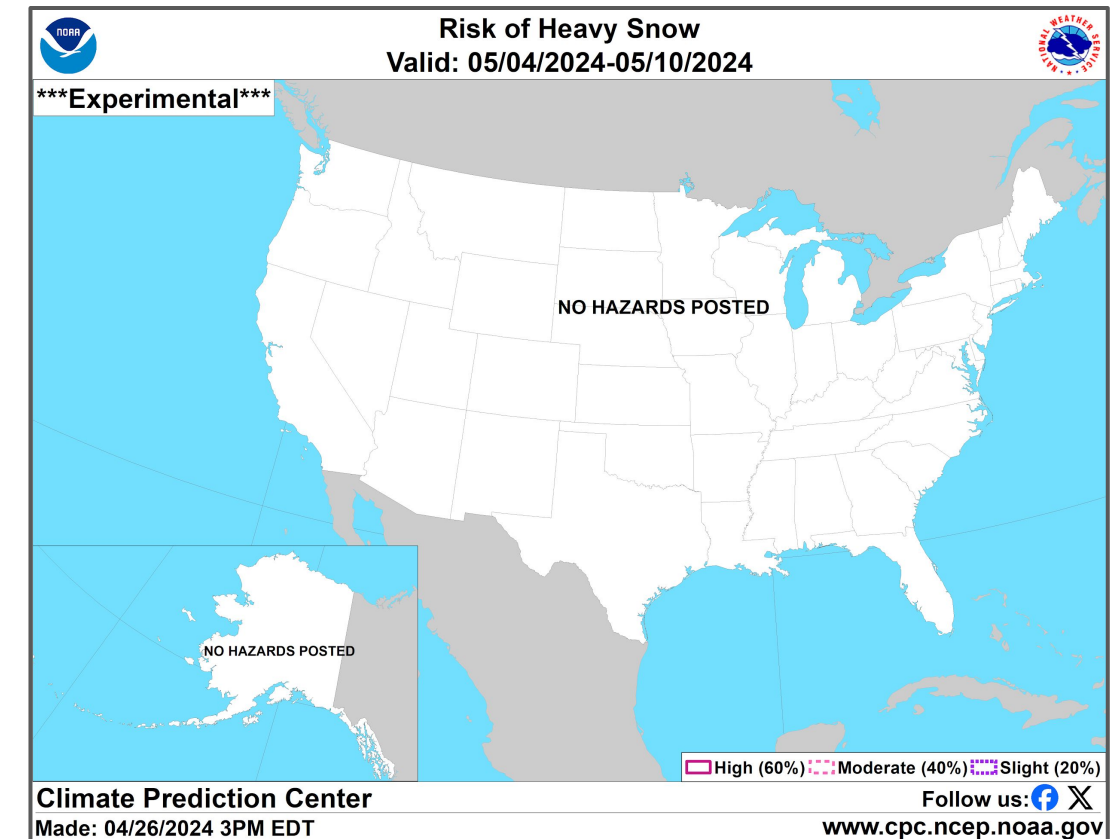 NOAA
Risk of Heavy Snow
Valid: 05/04/2024-05/10/2024
NATIONAL WEATHER SERVICE
***Experimental***
NO HAZARDS POSTED
NO HAZARDS POSTED
High (60%) Moderate (40%) Slight (20%)
Climate Prediction Center
Follow us:
Made: 04/26/2024 3PM EDT
www.cpc.ncep.noaa.gov